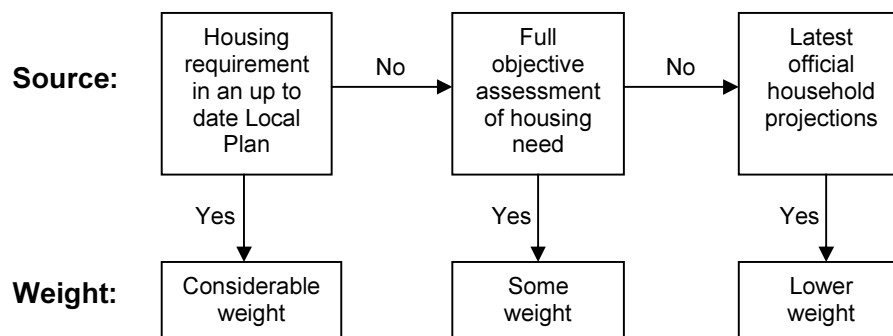 Source:
Housing
requirement
in an up to
date Local
Plan
No
Full
objective
assessment
of housing
need
No
Latest
official
household
projections
Yes
Yes
Yes
Weight:
Considerable
weight
Some
weight
Lower
weight